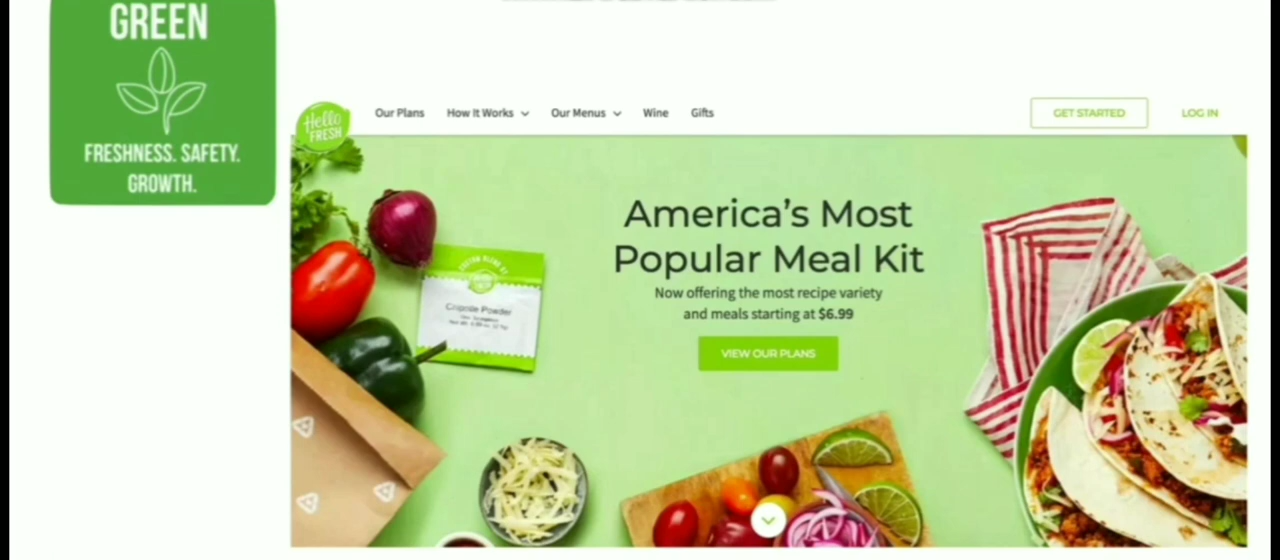 GREEN
FRESHNESS. SAFETY.
GROWTH.
Hello
FRESH
Our Plans
How It Works
Our Menus
Wine
Gifts
GET STARTED
LOG IN
America's Most
Popular Meal Kit
Now offering the most recipe variety
and meals starting at $6.99
VIEW OUR PLANS
Chipotle Powder